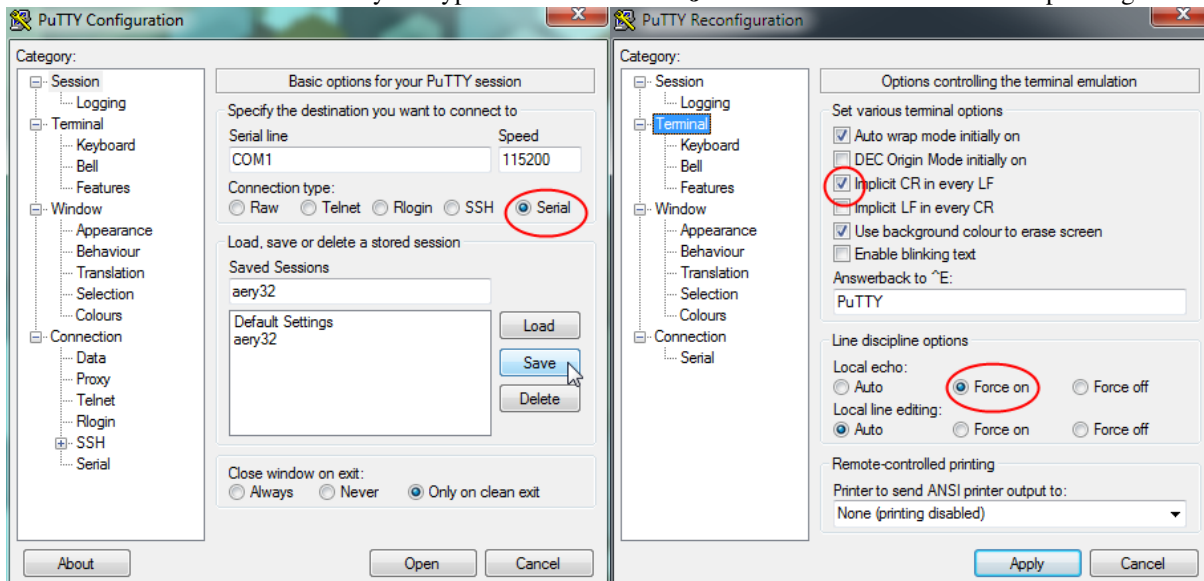 PuTTY Configuration
Category:
Session
Logging
Terminal
Keyboard
Bell
Features
Window
Appearance
Behaviour
Translation
Selection
Colours
Connection
Data
Proxy
Telnet
Rlogin
SSH
Serial
Basic options for your PuTTY session
Specify the destination you want to connect to
Serial line Speed
COM1 115200
Connection type:
Raw Telnet Rlogin SSH Serial
Load, save or delete a stored session
Saved Sessions
aery32
Default Settings
aery32
Load
Save
Delete
Close window on exit:
Always Never Only on clean exit
About Open Cancel
PuTTY Reconfiguration
Category:
Session
Logging
Terminal
Keyboard
Bell
Features
Window
Appearance
Behaviour
Translation
Selection
Colours
Connection
Serial
Options controlling the terminal emulation
Set various terminal options
Auto wrap mode initially on
DEC Origin Mode initially on
Implicit CR in every LF
Implicit LF in every CR
Use background colour to erase screen
Enable blinking text
Answerback to ^E:
PuTTY
Line discipline options
Local echo:
Auto Force on Force off
Local line editing:
Auto Force on Force off
Remote-controlled printing
Printer to send ANSI printer output to:
None (printing disabled)
Apply Cancel